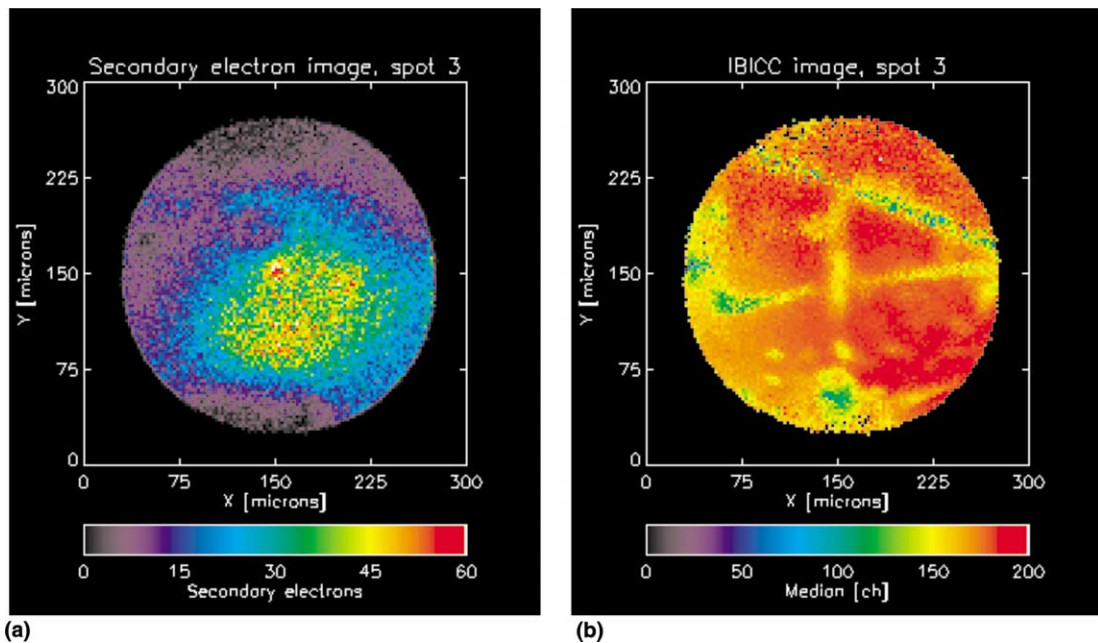 Secondary electron image, spot 3
300
225
150
75
0
Y [microns]
0 75 150 225 300
X [microns]
0 15 30 45 60
Secondary electrons
(a)
IBICC image, spot 3
300
225
150
75
0
Y [microns]
0 75 150 225 300
X [microns]
0 50 100 150 200
Median [ch]
(b)